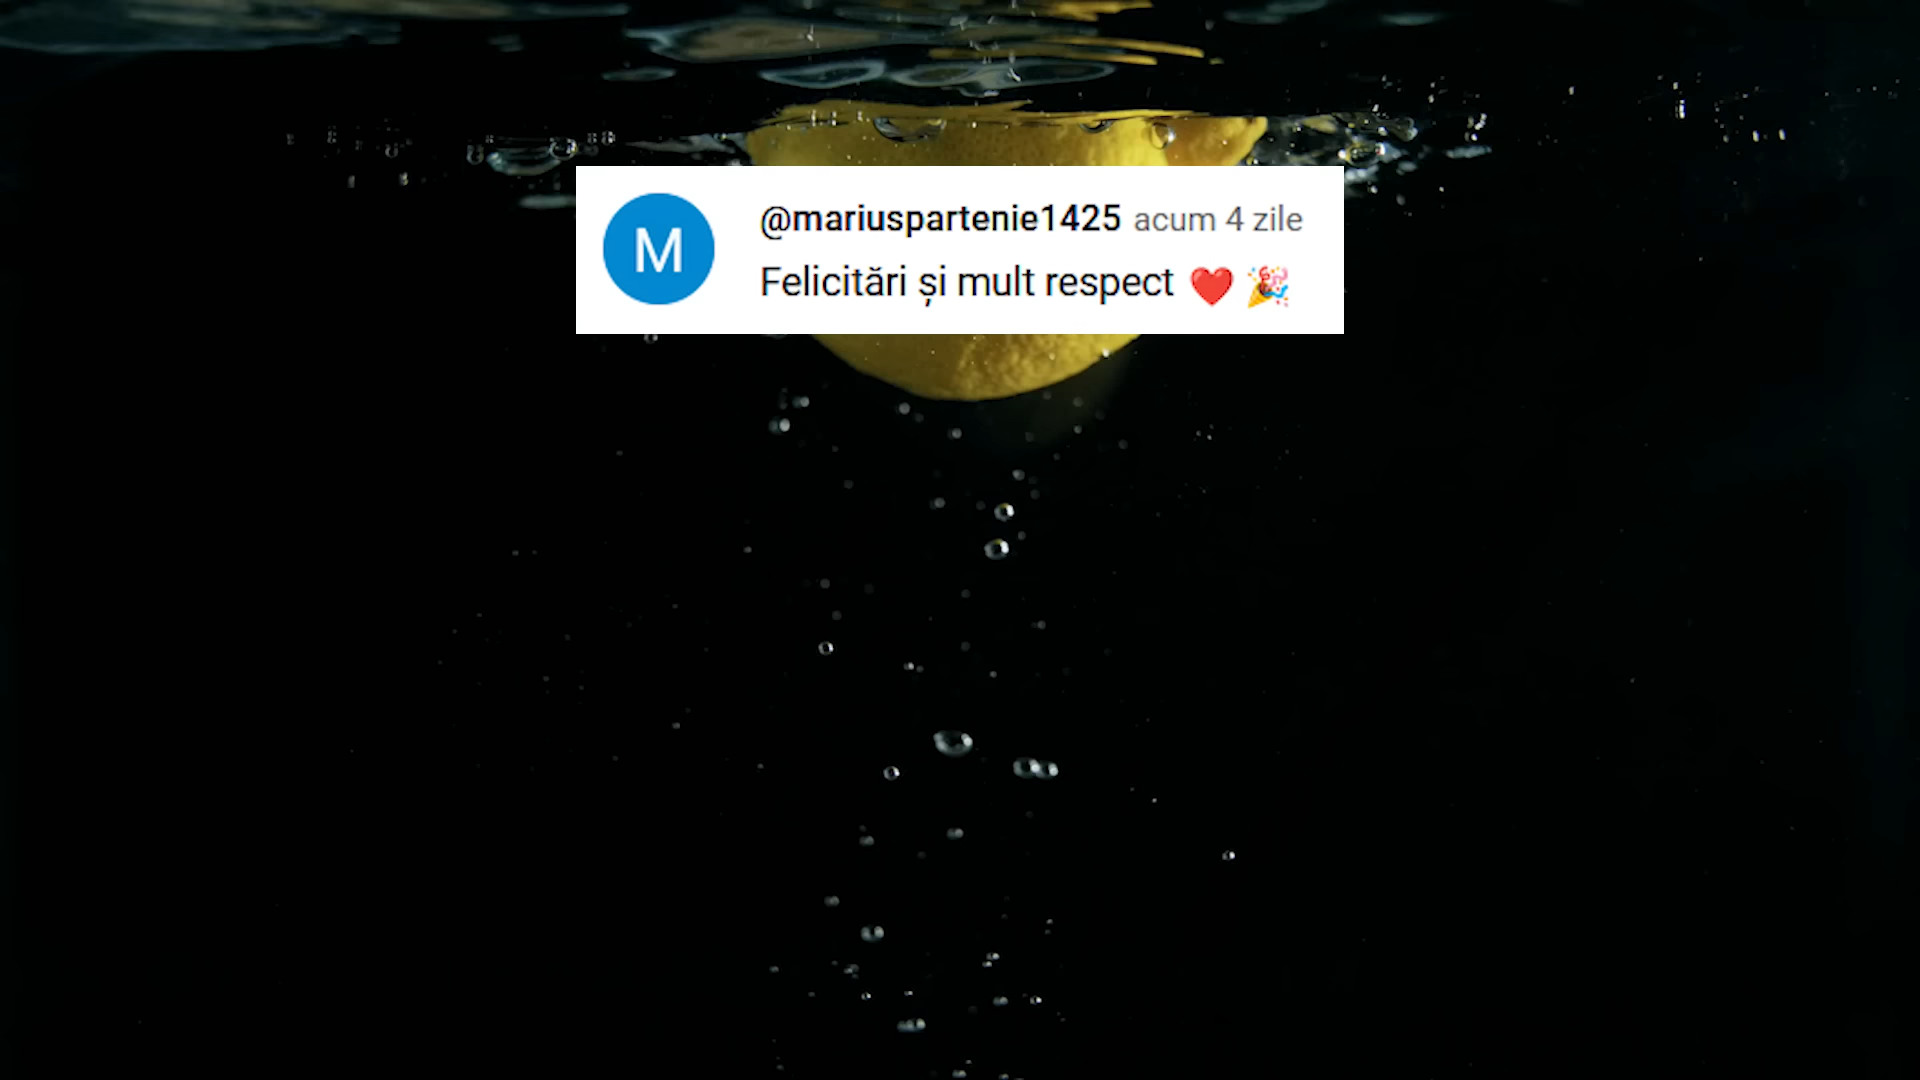 M
@mariuspartenie1425 acum 4 zile
Felicitări și mult respect ❤️ 🎉